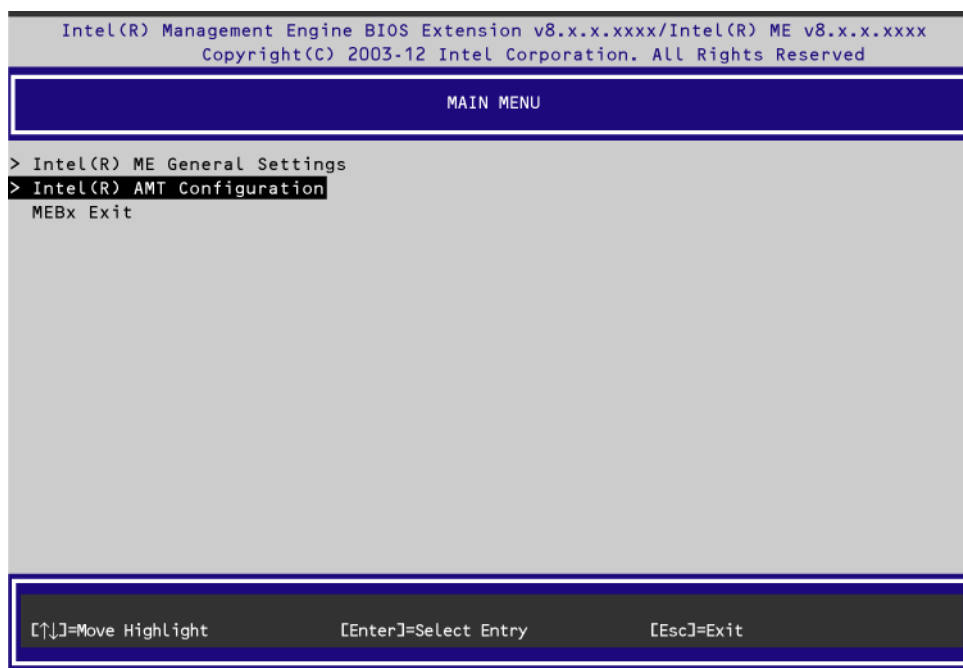 Intel(R) Management Engine BIOS Extension v8.x.x.xxxx/Intel(R) ME v8.x.x.xxxx
Copyright(C) 2003-12 Intel Corporation. All Rights Reserved
MAIN MENU
> Intel(R) ME General Settings
> Intel(R) AMT Configuration
MEBx Exit
[↑↓]=Move Highlight [Enter]=Select Entry [Esc]=Exit